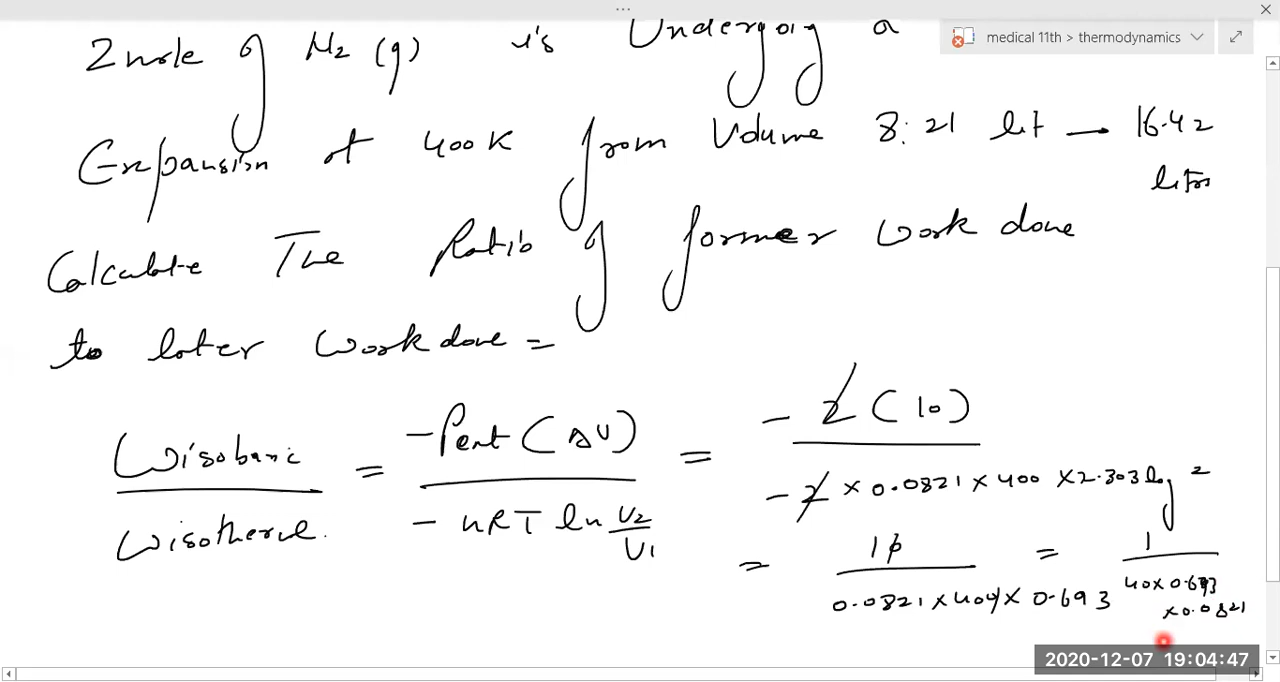 medical 11th > thermodynamics
2 mole of H2 (g) is Undergoing a
Expansion at 400 K from Volume 8.21 lit → 16.42
litrs
Calculate The Ratio of former work done
to later work done =
Wisobaric / Wisothermal = -Pext (ΔV) / -nRT ln V2/V1 = -2 (10) / -2 × 0.0821 × 400 × 2.303 log 2
= 10 / 0.0821 × 400 × 0.693 = 1 / 40 × 0.693 × 0.0821
2020-12-07 19:04:47